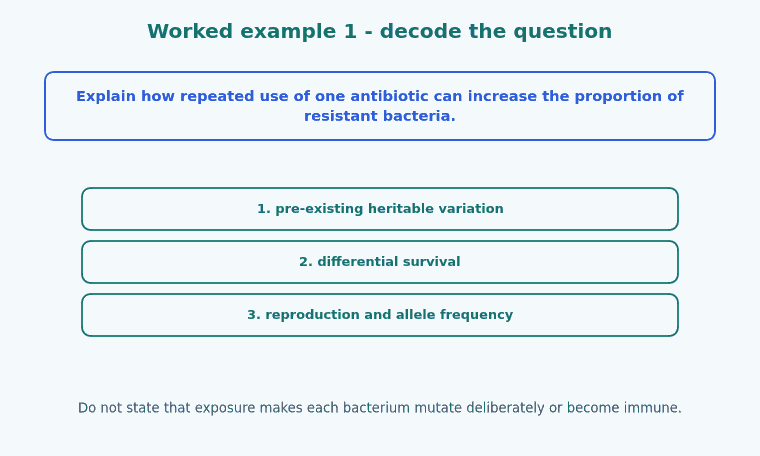 Worked example 1 - decode the question
Explain how repeated use of one antibiotic can increase the proportion of
resistant bacteria.
1. pre-existing heritable variation
2. differential survival
3. reproduction and allele frequency
Do not state that exposure makes each bacterium mutate deliberately or become immune.